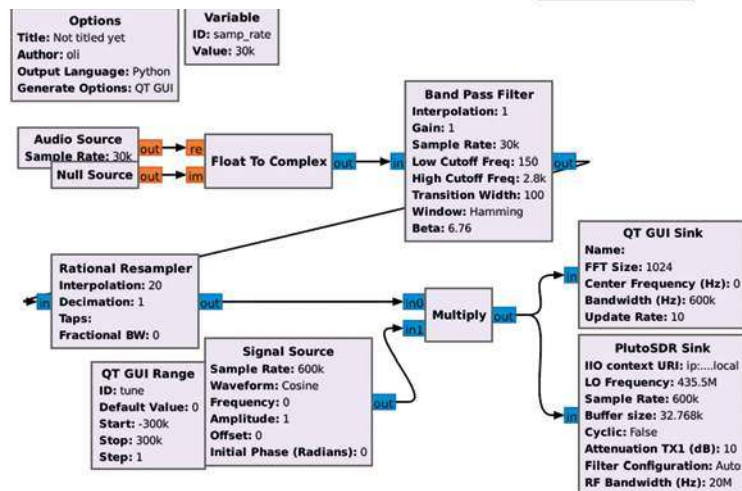 Options
Title: Not titled yet
Author: oli
Output Language: Python
Generate Options: QT GUI
Variable
ID: samp_rate
Value: 30k
Audio Source
Sample Rate: 30k
out
Null Source
out
re
im
Float To Complex
out
Band Pass Filter
Interpolation: 1
Gain: 1
Sample Rate: 30k
in
Low Cutoff Freq: 150
out
High Cutoff Freq: 2.8k
Transition Width: 100
Window: Hamming
Beta: 6.76
Rational Resampler
Interpolation: 20
in
Decimation: 1
out
Taps:
Fractional BW: 0
in0
in1
Multiply
out
QT GUI Range
ID: tune
Default Value: 0
Start: -300k
Stop: 300k
Step: 1
Signal Source
Sample Rate: 600k
Waveform: Cosine
Frequency: 0
Amplitude: 1
out
Offset: 0
Initial Phase (Radians): 0
QT GUI Sink
Name:
FFT Size: 1024
in
Center Frequency (Hz): 0
Bandwidth (Hz): 600k
Update Rate: 10
PlutoSDR Sink
IIO context URI: ip:....local
LO Frequency: 435.5M
Sample Rate: 600k
Buffer size: 32.768k
in
Cyclic: False
Attenuation TX1 (dB): 10
Filter Configuration: Auto
RF Bandwidth (Hz): 20M